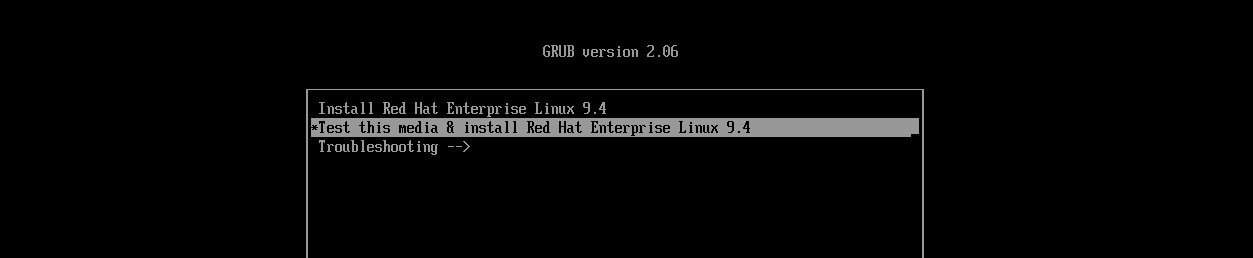 GRUB version 2.06
Install Red Hat Enterprise Linux 9.4
*Test this media & install Red Hat Enterprise Linux 9.4
Troubleshooting -->